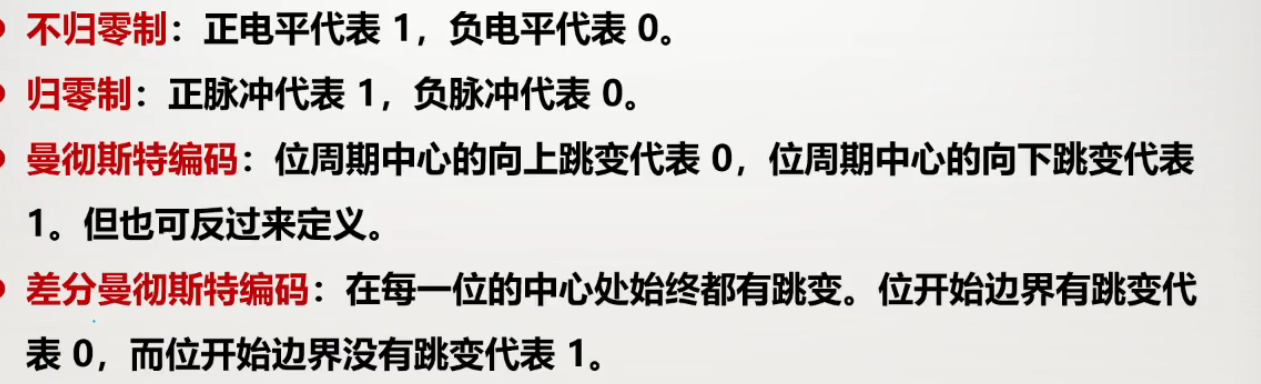 不归零制：正电平代表 1，负电平代表 0。
归零制：正脉冲代表 1，负脉冲代表 0。
曼彻斯特编码：位周期中心的向上跳变代表 0，位周期中心的向下跳变代表
1。但也可反过来定义。
差分曼彻斯特编码：在每一位的中心处始终都有跳变。位开始边界有跳变代
表 0，而位开始边界没有跳变代表 1。